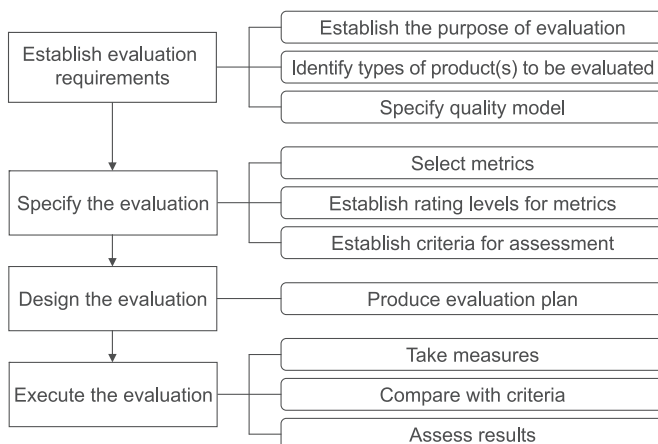 Establish evaluation
requirements
Establish the purpose of evaluation
Identify types of product(s) to be evaluated
Specify quality model
Specify the evaluation
Select metrics
Establish rating levels for metrics
Establish criteria for assessment
Design the evaluation
Produce evaluation plan
Execute the evaluation
Take measures
Compare with criteria
Assess results